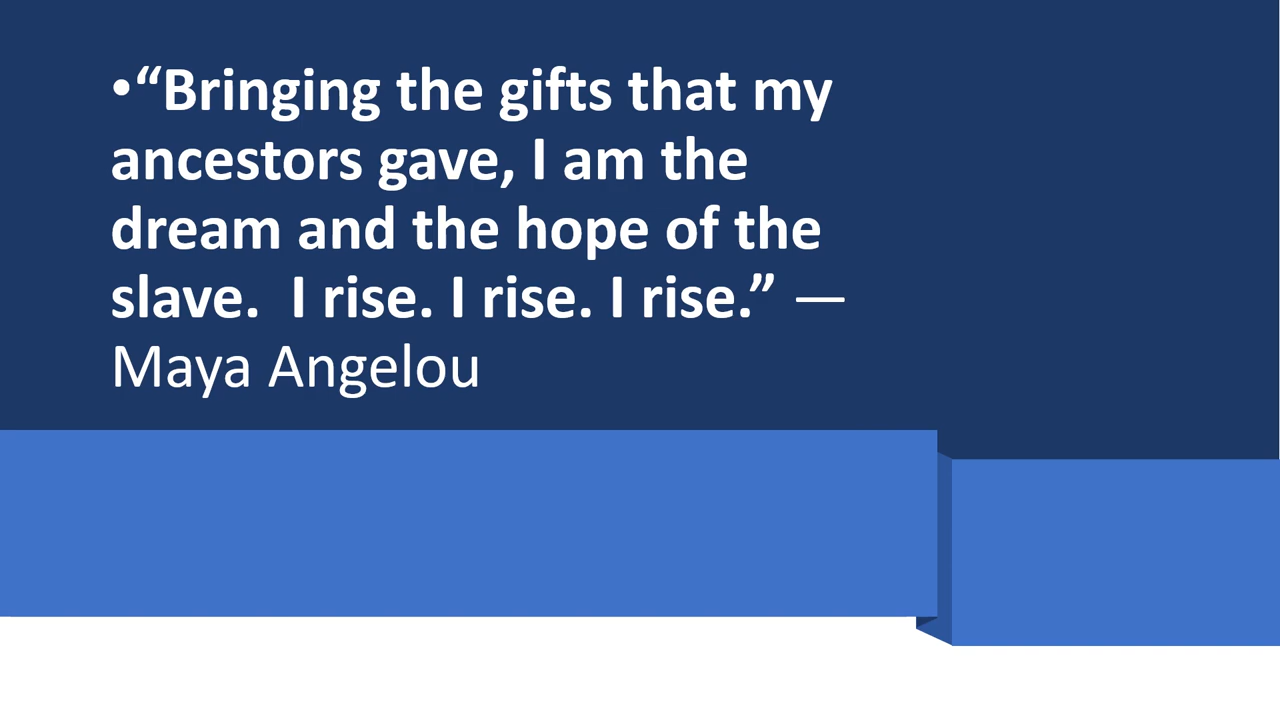 •“Bringing the gifts that my
ancestors gave, I am the
dream and the hope of the
slave.  I rise. I rise. I rise.” —
Maya Angelou